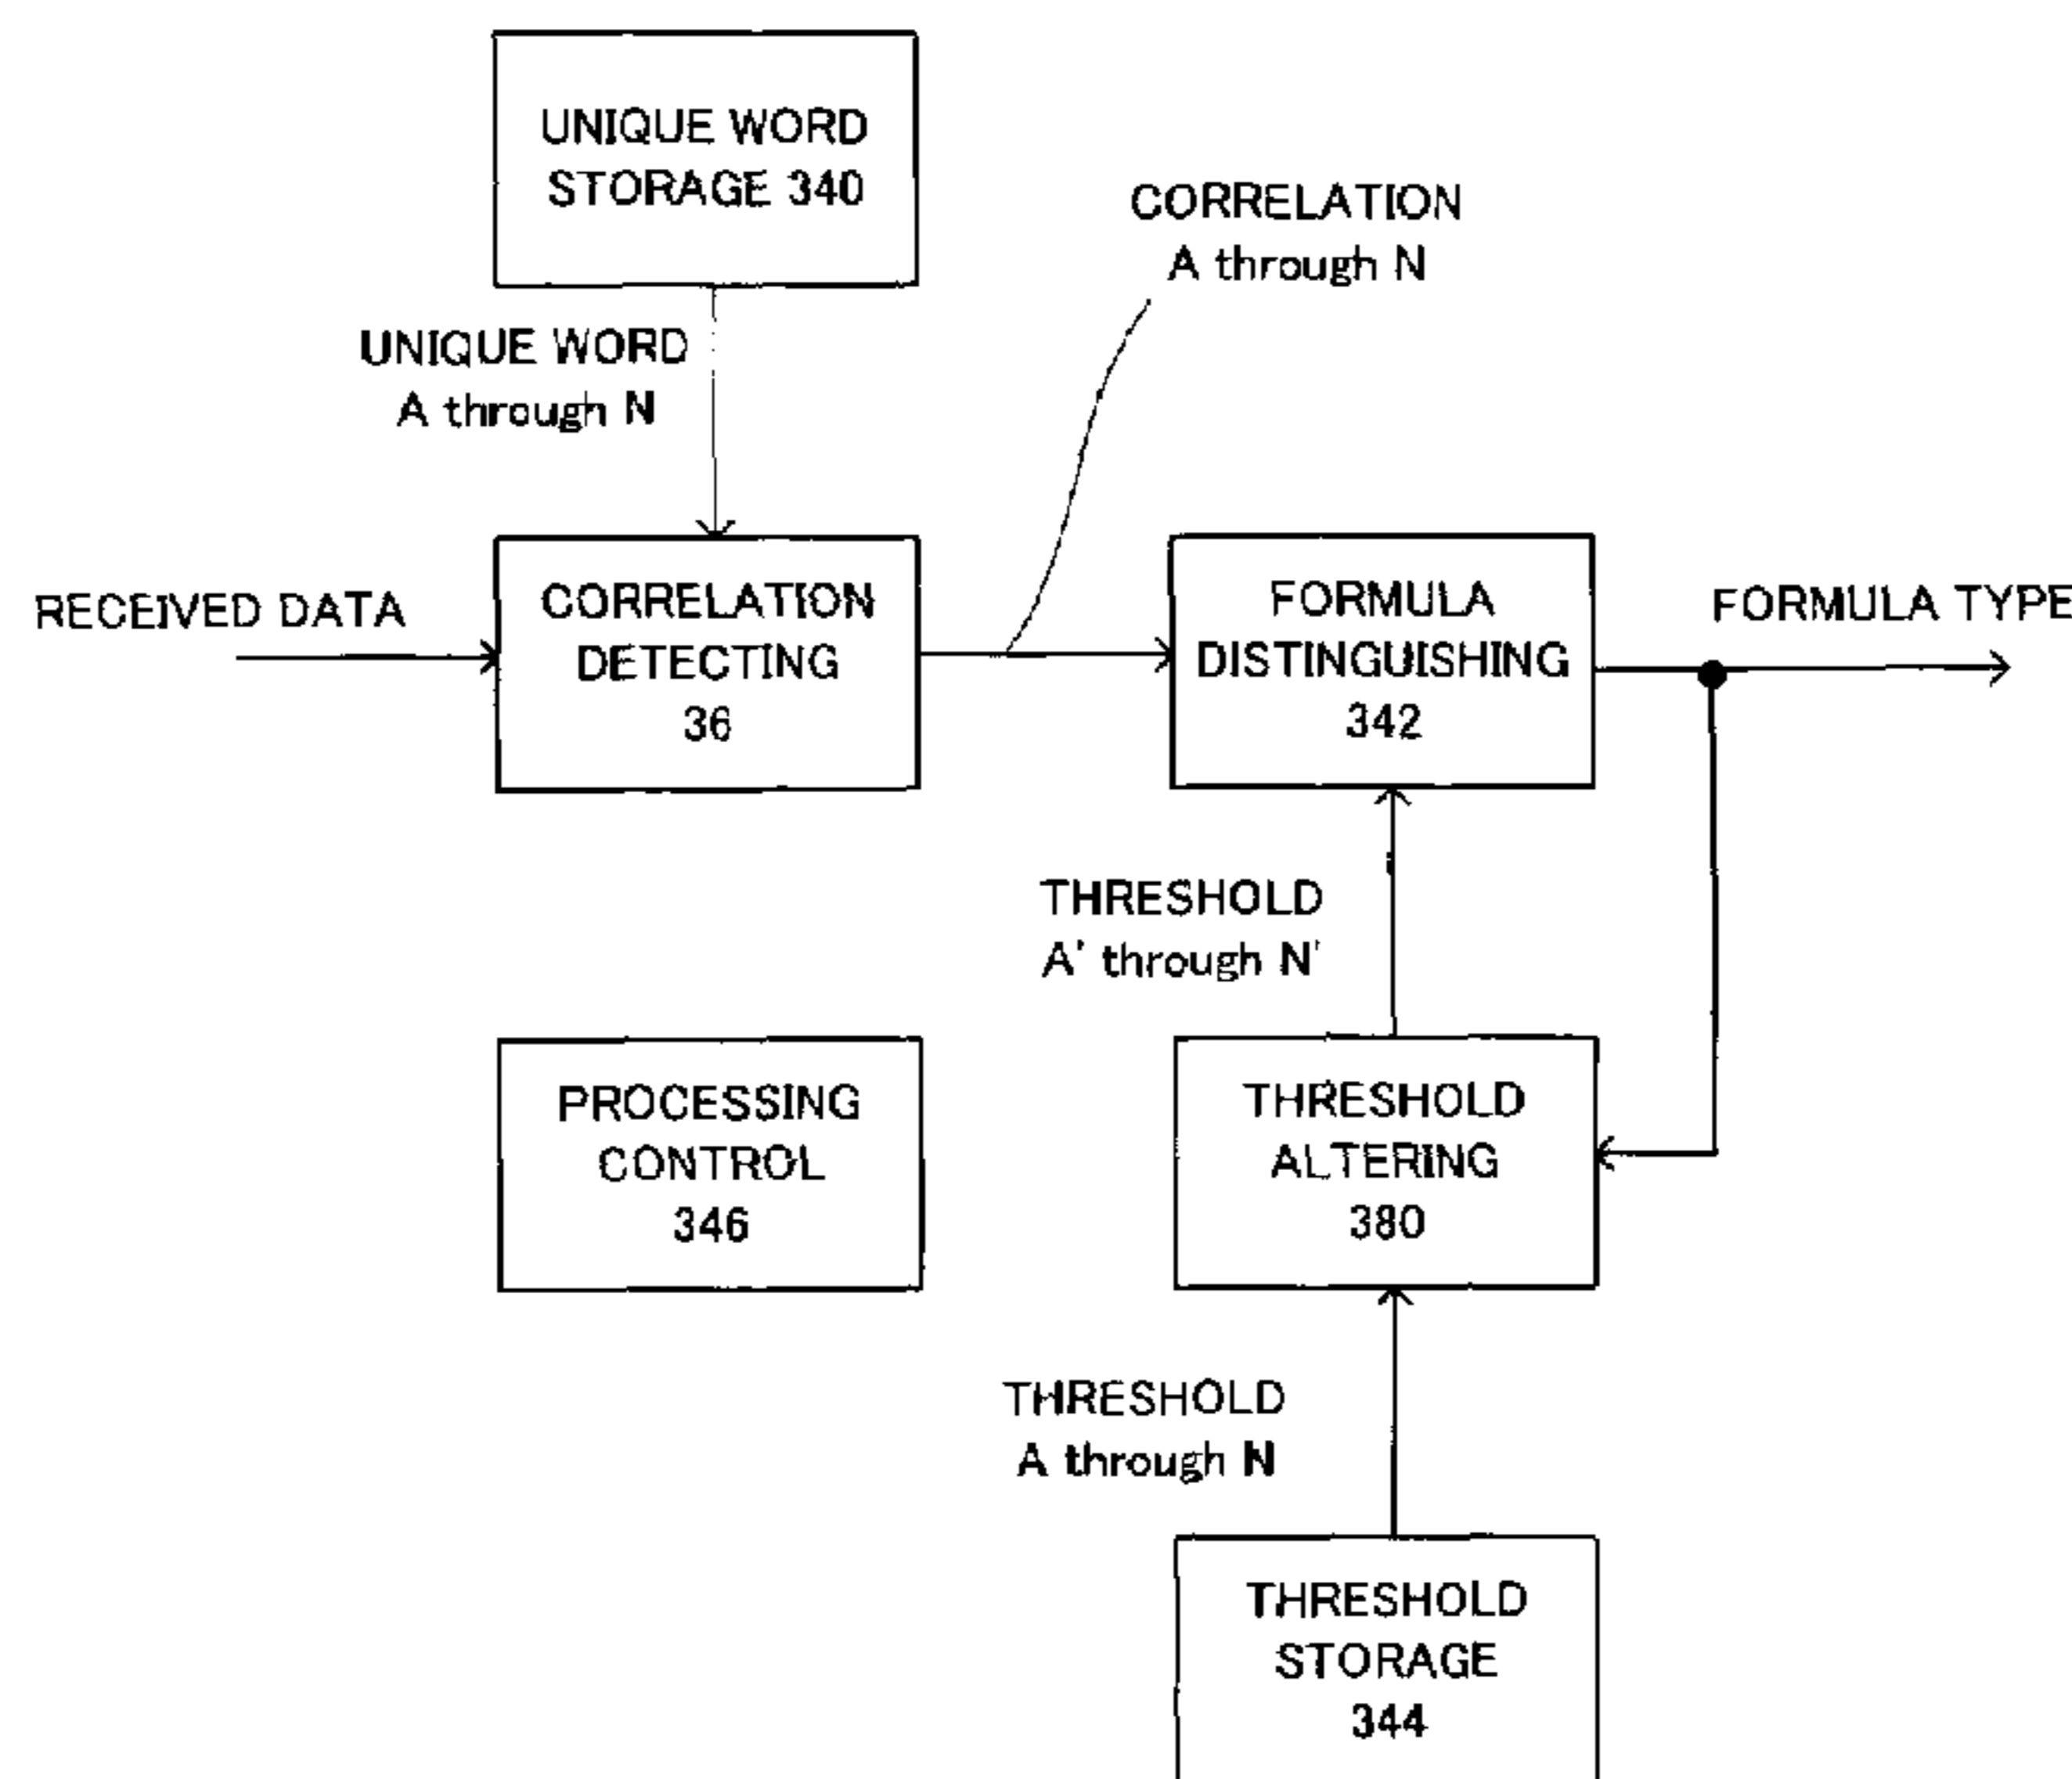 UNIQUE WORD
STORAGE 340
CORRELATION
A through N
UNIQUE WORD
A through N
RECEIVED DATA
CORRELATION
DETECTING
36
FORMULA
DISTINGUISHING
342
FORMULA TYPE
THRESHOLD
A' through N'
PROCESSING
CONTROL
346
THRESHOLD
ALTERING
380
THRESHOLD
A through N
THRESHOLD
STORAGE
344